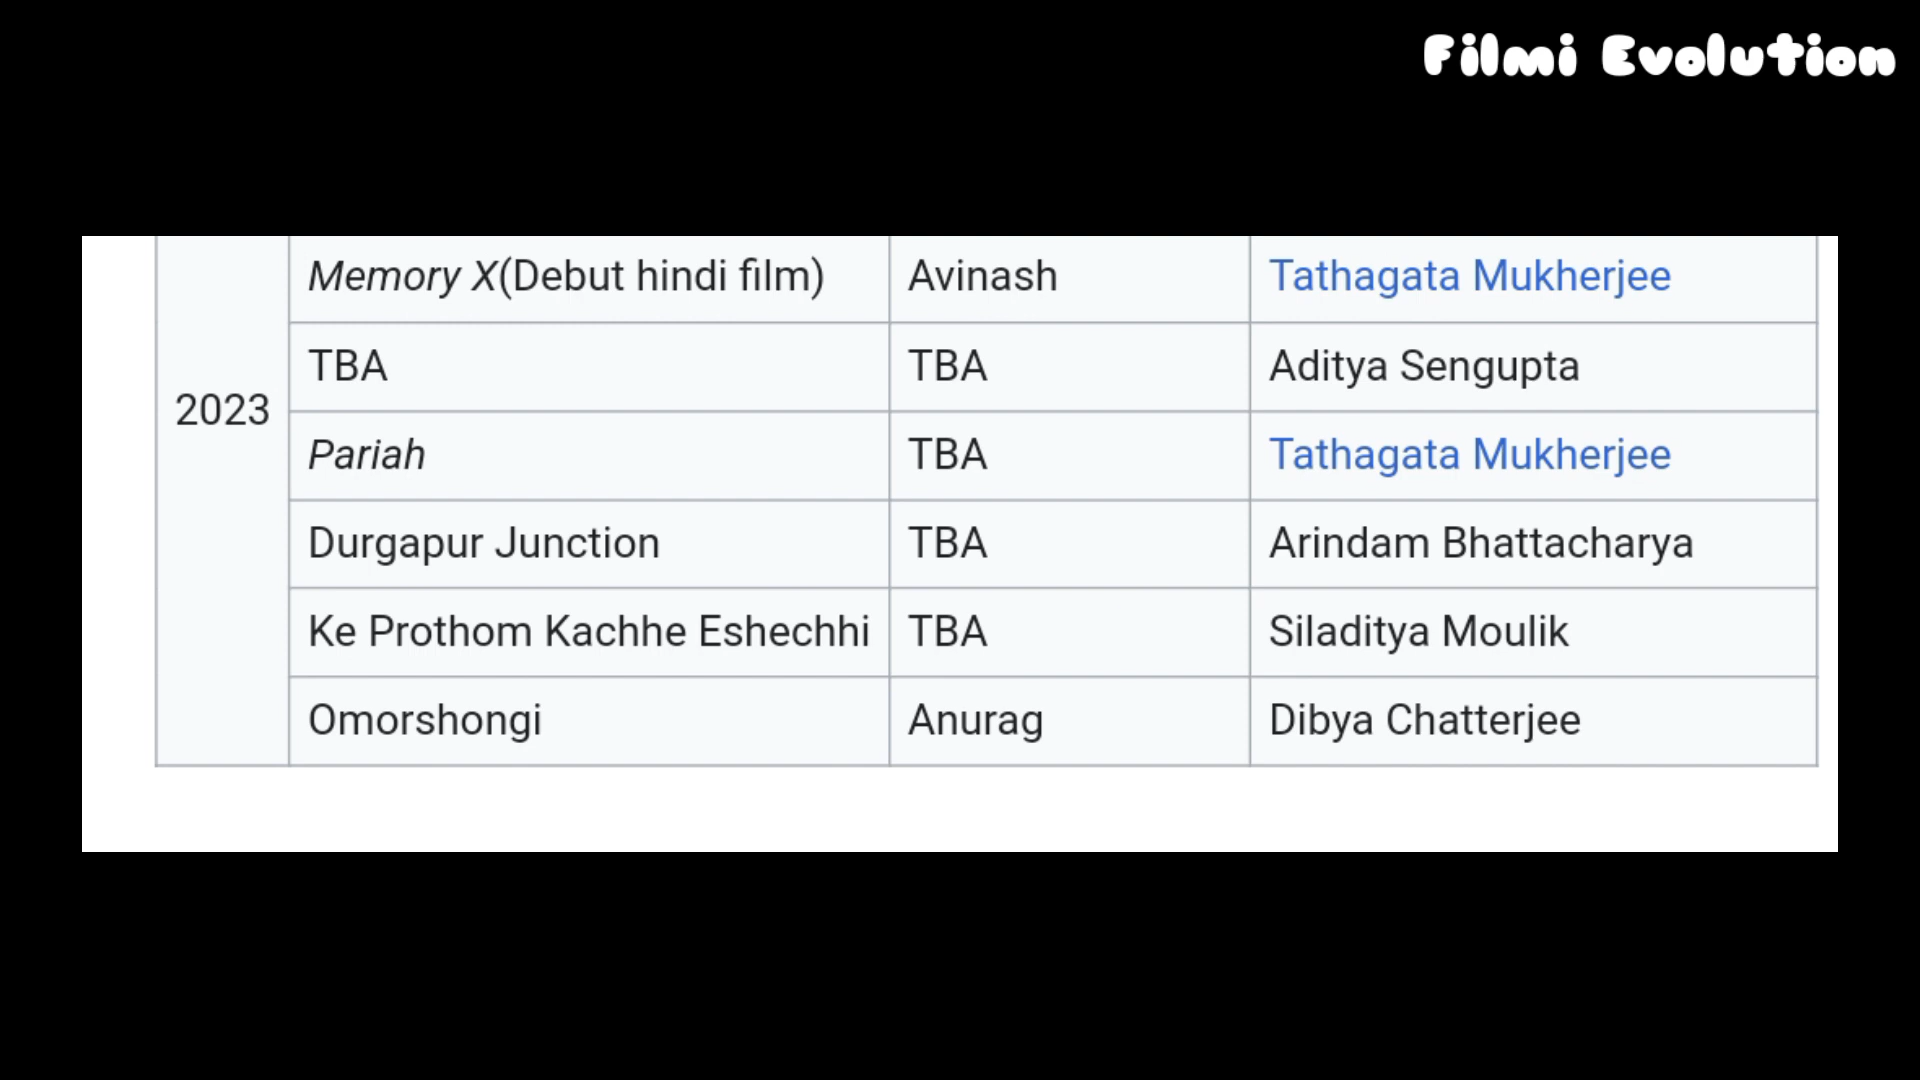 Filmi Evolution
Memory X(Debut hindi film) Avinash Tathagata Mukherjee
TBA TBA Aditya Sengupta
2023
Pariah TBA Tathagata Mukherjee
Durgapur Junction TBA Arindam Bhattacharya
Ke Prothom Kachhe Eshechhi TBA Siladitya Moulik
Omorshongi Anurag Dibya Chatterjee